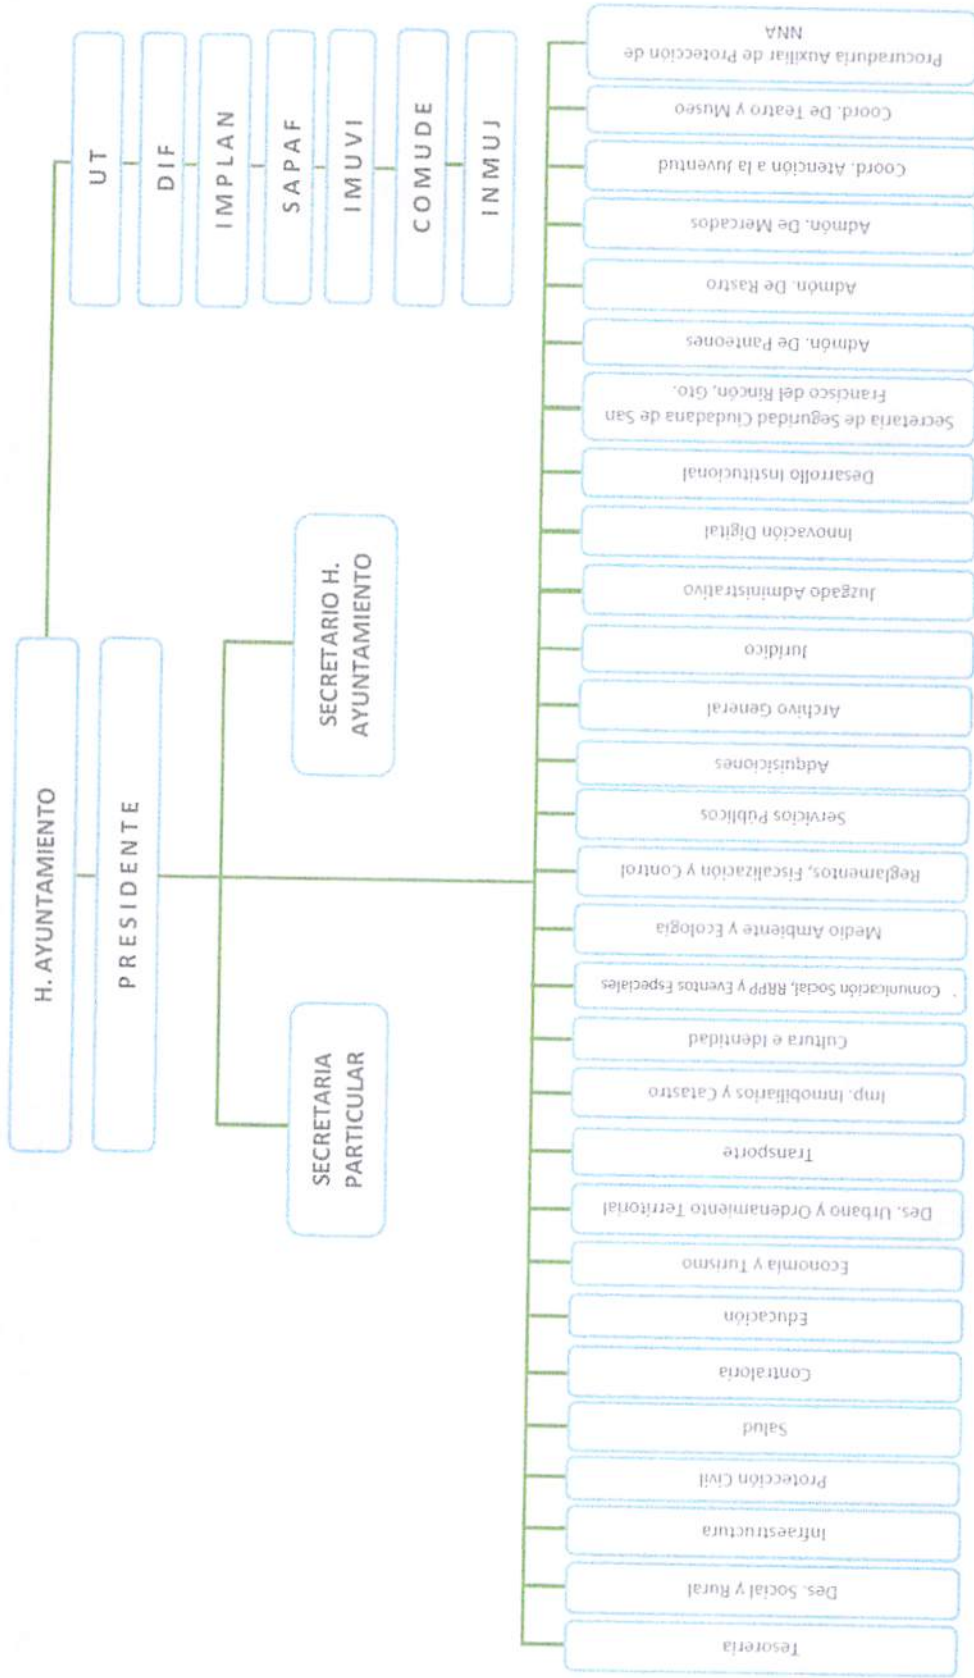 H. AYUNTAMIENTO
PRESIDENTE
UT
DIF
IMPLAN
SAPAF
IMUVI
COMUDE
INMUJ
SECRETARIA
PARTICULAR
SECRETARIO H.
AYUNTAMIENTO
Tesorería
Des. Social y Rural
Infraestructura
Protección Civil
Salud
Contraloría
Educación
Economía y Turismo
Des. Urbano y Ordenamiento Territorial
Transporte
Imp. Inmobiliarios y Catastro
Cultura e Identidad
Comunicación Social, RRPP y Eventos Especiales
Medio Ambiente y Ecología
Reglamentos, Fiscalización y Control
Servicios Públicos
Adquisiciones
Archivo General
Jurídico
Juzgado Administrativo
Innovación Digital
Desarrollo Institucional
Secretaría de Seguridad Ciudadana de San
Francisco del Rincón, Gto.
Admón. De Panteones
Admón. De Rastro
Admón. De Mercados
Coord. Atención a la Juventud
Coord. De Teatro y Museo
Procuraduría Auxiliar de Protección de
NNA